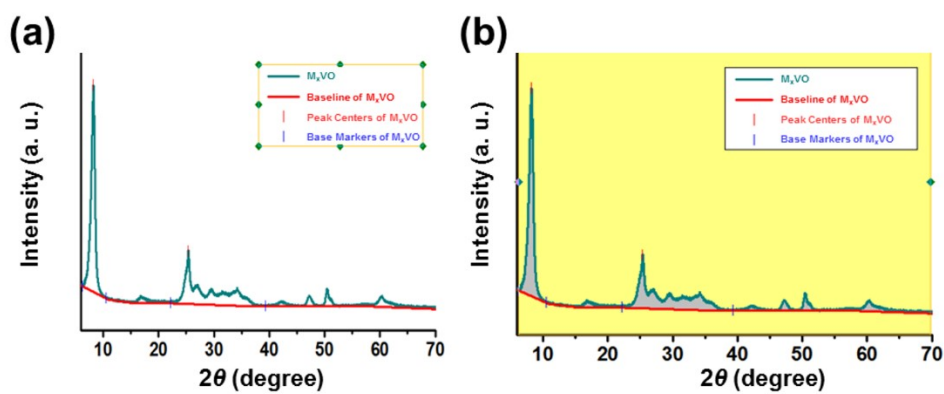 (a)
Intensity (a. u.)
MₓVO
Baseline of MₓVO
Peak Centers of MₓVO
Base Markers of MₓVO
10 20 30 40 50 60 70
2θ (degree)
(b)
Intensity (a. u.)
MₓVO
Baseline of MₓVO
Peak Centers of MₓVO
Base Markers of MₓVO
10 20 30 40 50 60 70
2θ (degree)